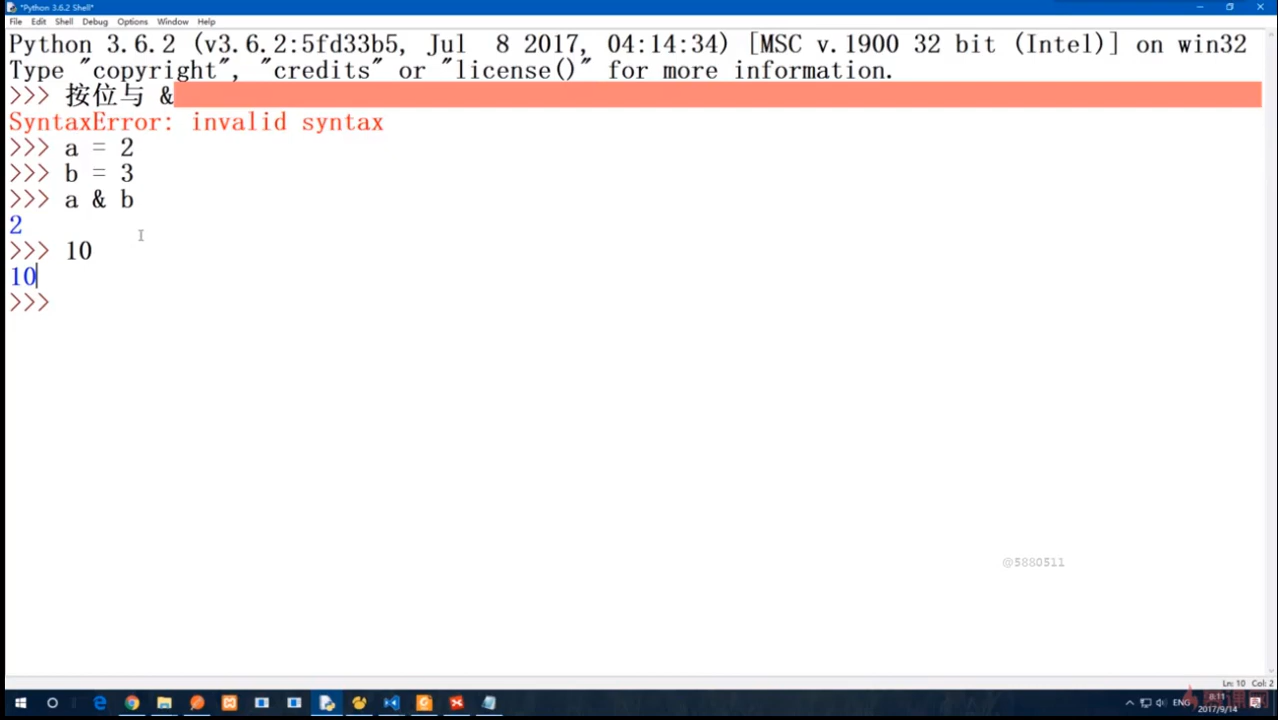 *Python 3.6.2 Shell*
File Edit Shell Debug Options Window Help
Python 3.6.2 (v3.6.2:5fd33b5, Jul  8 2017, 04:14:34) [MSC v.1900 32 bit (Intel)] on win32
Type "copyright", "credits" or "license()" for more information.
>>> 按位与 &
SyntaxError: invalid syntax
>>> a = 2
>>> b = 3
>>> a & b
2
>>> 10
10
>>>
@5880511
Ln: 10 Col: 2
ENG
2017/9/14